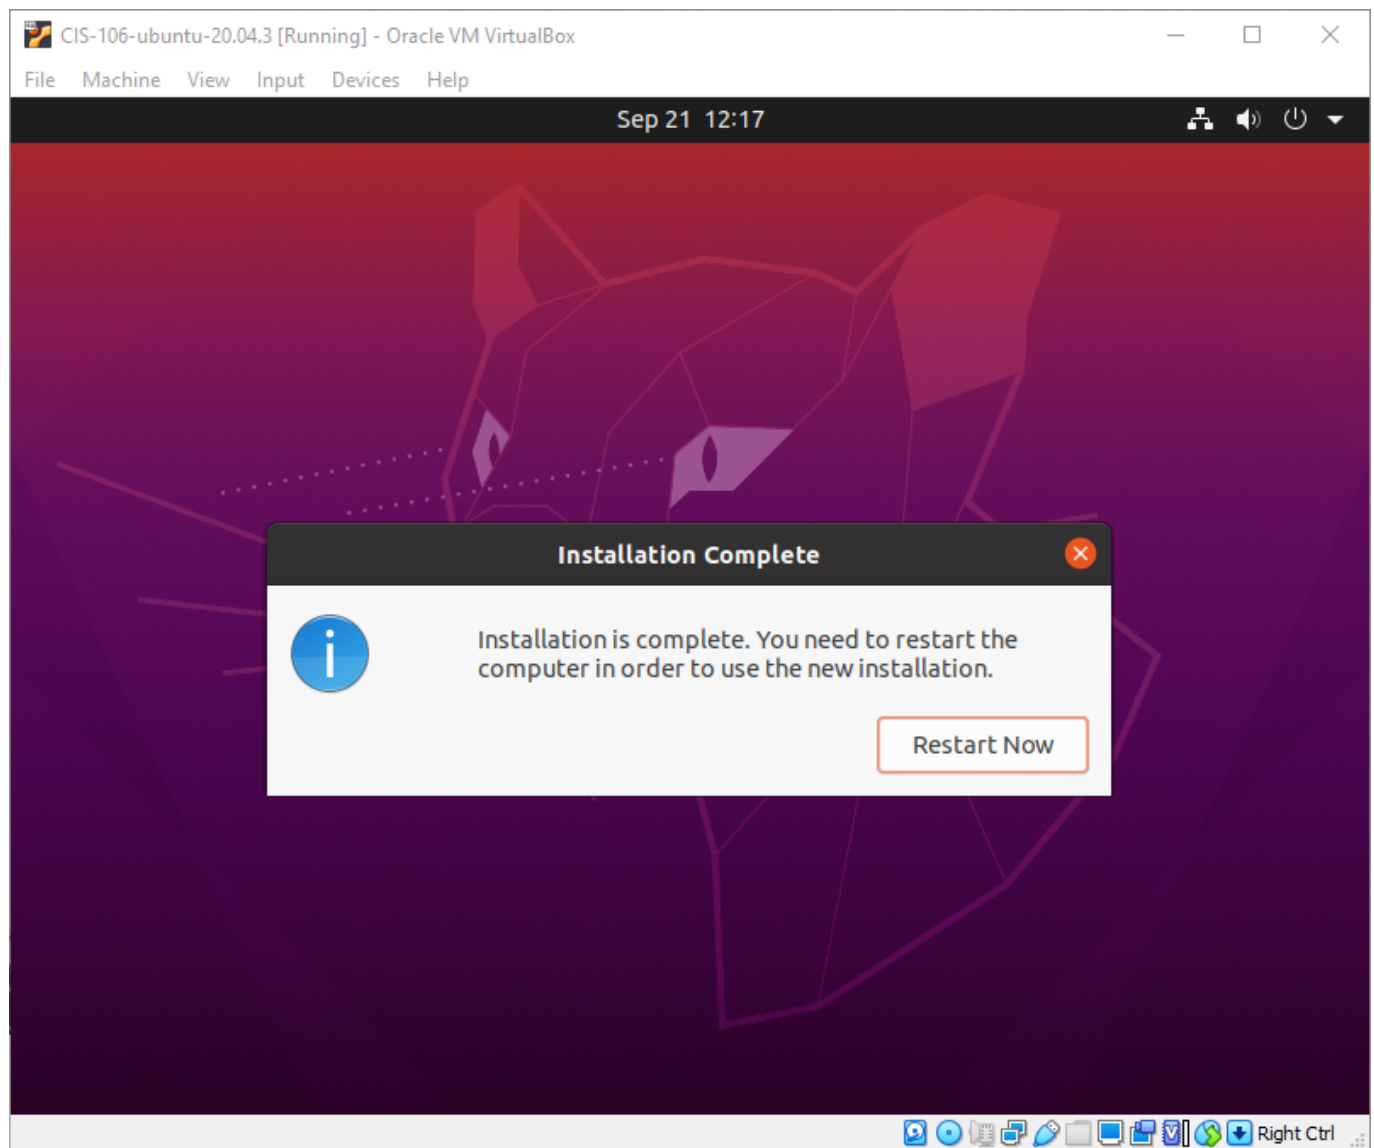 CIS-106-ubuntu-20.04.3 [Running] - Oracle VM VirtualBox
File Machine View Input Devices Help
Sep 21 12:17
Installation Complete
Installation is complete. You need to restart the
computer in order to use the new installation.
Restart Now
Right Ctrl